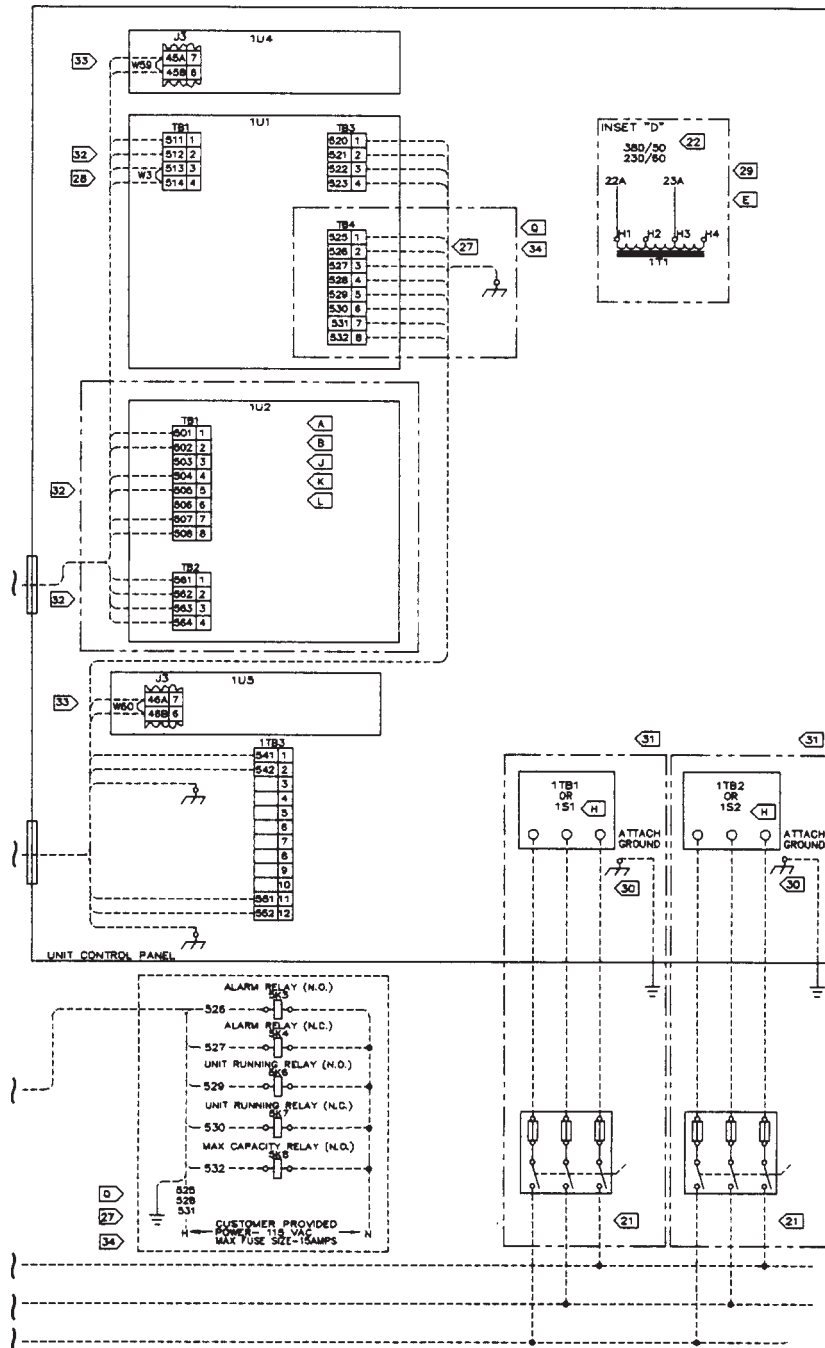 1U4
J3
33
W59
45A 7
45B 6
1U1
TB1
511 1
512 2
513 3
514 4
32
28
W3
TB3
520 1
521 2
522 3
523 4
INSET "D"
380/50
230/60
22
29
E
22A
23A
H1
H2
H3
H4
1T1
TB4
525 1
526 2
527 3
528 4
529 5
530 6
531 7
532 8
Q
34
27
1U2
TB1
501 1
502 2
503 3
504 4
505 5
506 6
507 7
508 8
A
B
J
K
L
32
TB2
561 1
562 2
563 3
564 4
32
1U5
J3
33
W60
46A 7
46B 6
1TB3
541 1
542 2
3
4
5
6
7
8
9
10
551 11
552 12
31
31
1TB1
OR
1S1
H
ATTACH
GROUND
30
1TB2
OR
1S2
H
ATTACH
GROUND
30
UNIT CONTROL PANEL
ALARM RELAY (N.O.)
526
5K3
ALARM RELAY (N.C.)
527
5K4
UNIT RUNNING RELAY (N.O.)
529
5K6
UNIT RUNNING RELAY (N.C.)
530
5K7
MAX CAPACITY RELAY (N.O.)
532
5K8
Q
27
34
525
528
531
H
CUSTOMER PROVIDED
POWER- 115 VAC
MAX FUSE SIZE-15AMPS
N
21
21